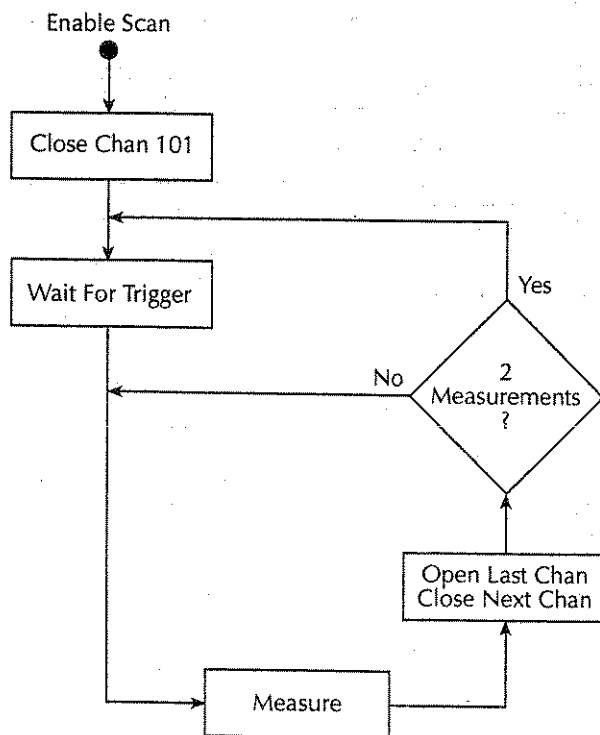 Enable Scan
Close Chan 101
Wait For Trigger
Yes
No
2
Measurements
?
Open Last Chan
Close Next Chan
Measure